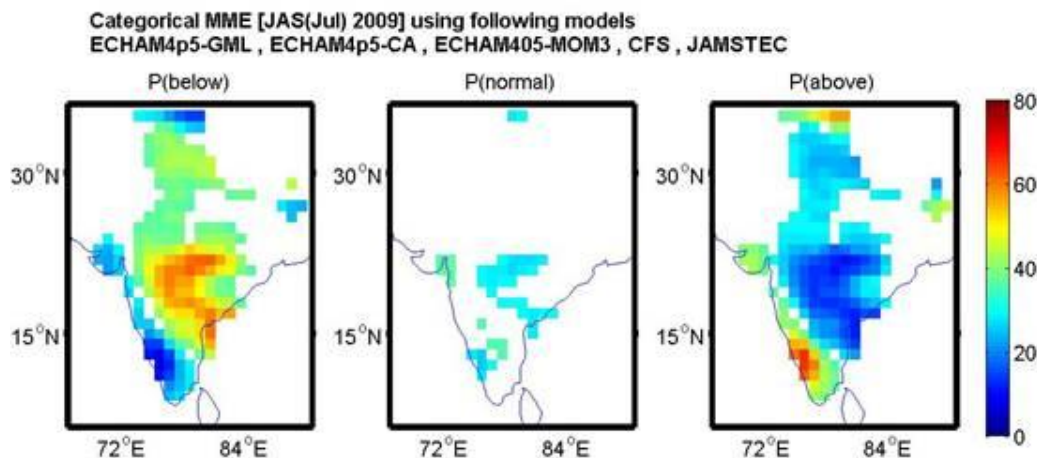 Categorical MME [JAS(Jul) 2009] using following models
ECHAM4p5-GML , ECHAM4p5-CA , ECHAM405-MOM3 , CFS , JAMSTEC
P(below) P(normal) P(above)
80
30°N 30°N 30°N
60
40
15°N 15°N 15°N
20
0
72°E 84°E 72°E 84°E 72°E 84°E